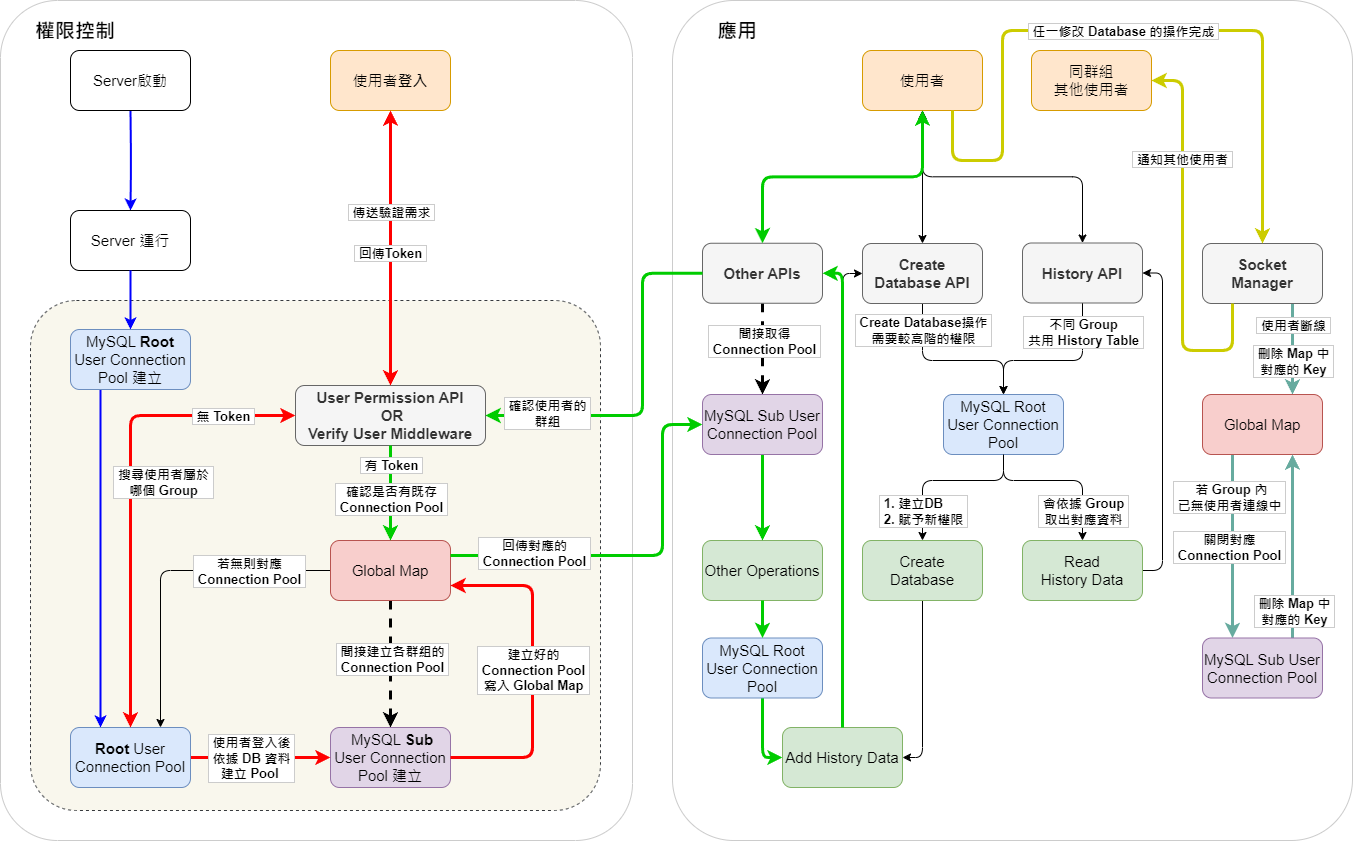 權限控制
Server啟動
使用者登入
Server 運行
傳送驗證需求
回傳Token
MySQL Root
User Connection
Pool 建立
User Permission API
OR
Verify User Middleware
無 Token
有 Token
搜尋使用者屬於
哪個 Group
確認是否有既存
Connection Pool
確認使用者的
群組
回傳對應的
Connection Pool
若無則對應
Connection Pool
Global Map
間接建立各群組的
Connection Pool
建立好的
Connection Pool
寫入 Global Map
Root User
Connection Pool
使用者登入後
依據 DB 資料
建立 Pool
MySQL Sub
User Connection
Pool 建立
應用
使用者
任一修改 Database 的操作完成
同群組
其他使用者
通知其他使用者
Other APIs
Create
Database API
History API
Socket
Manager
間接取得
Connection Pool
Create Database操作
需要較高階的權限
不同 Group
共用 History Table
使用者斷線
刪除 Map 中
對應的 Key
MySQL Sub User
Connection Pool
MySQL Root
User Connection
Pool
Global Map
1. 建立DB
2. 賦予新權限
會依據 Group
取出對應資料
若 Group 內
已無使用者連線中
關閉對應
Connection Pool
Other Operations
Create
Database
Read
History Data
刪除 Map 中
對應的 Key
MySQL Root
User Connection
Pool
MySQL Sub User
Connection Pool
Add History Data